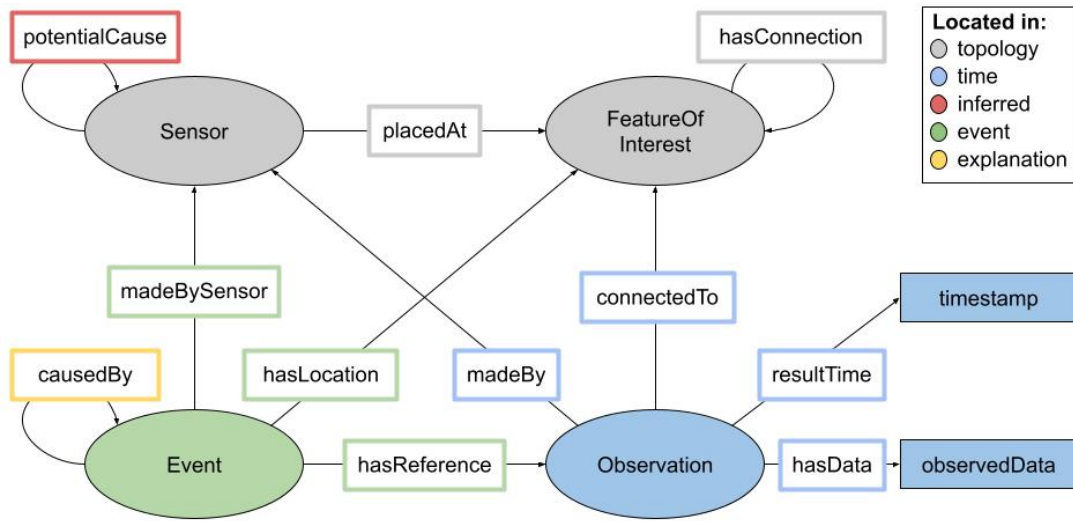 potentialCause
hasConnection
Located in:
topology
time
inferred
event
explanation
Sensor
placedAt
FeatureOf
Interest
madeBySensor
connectedTo
timestamp
causedBy
hasLocation
madeBy
resultTime
Event
hasReference
Observation
hasData
observedData